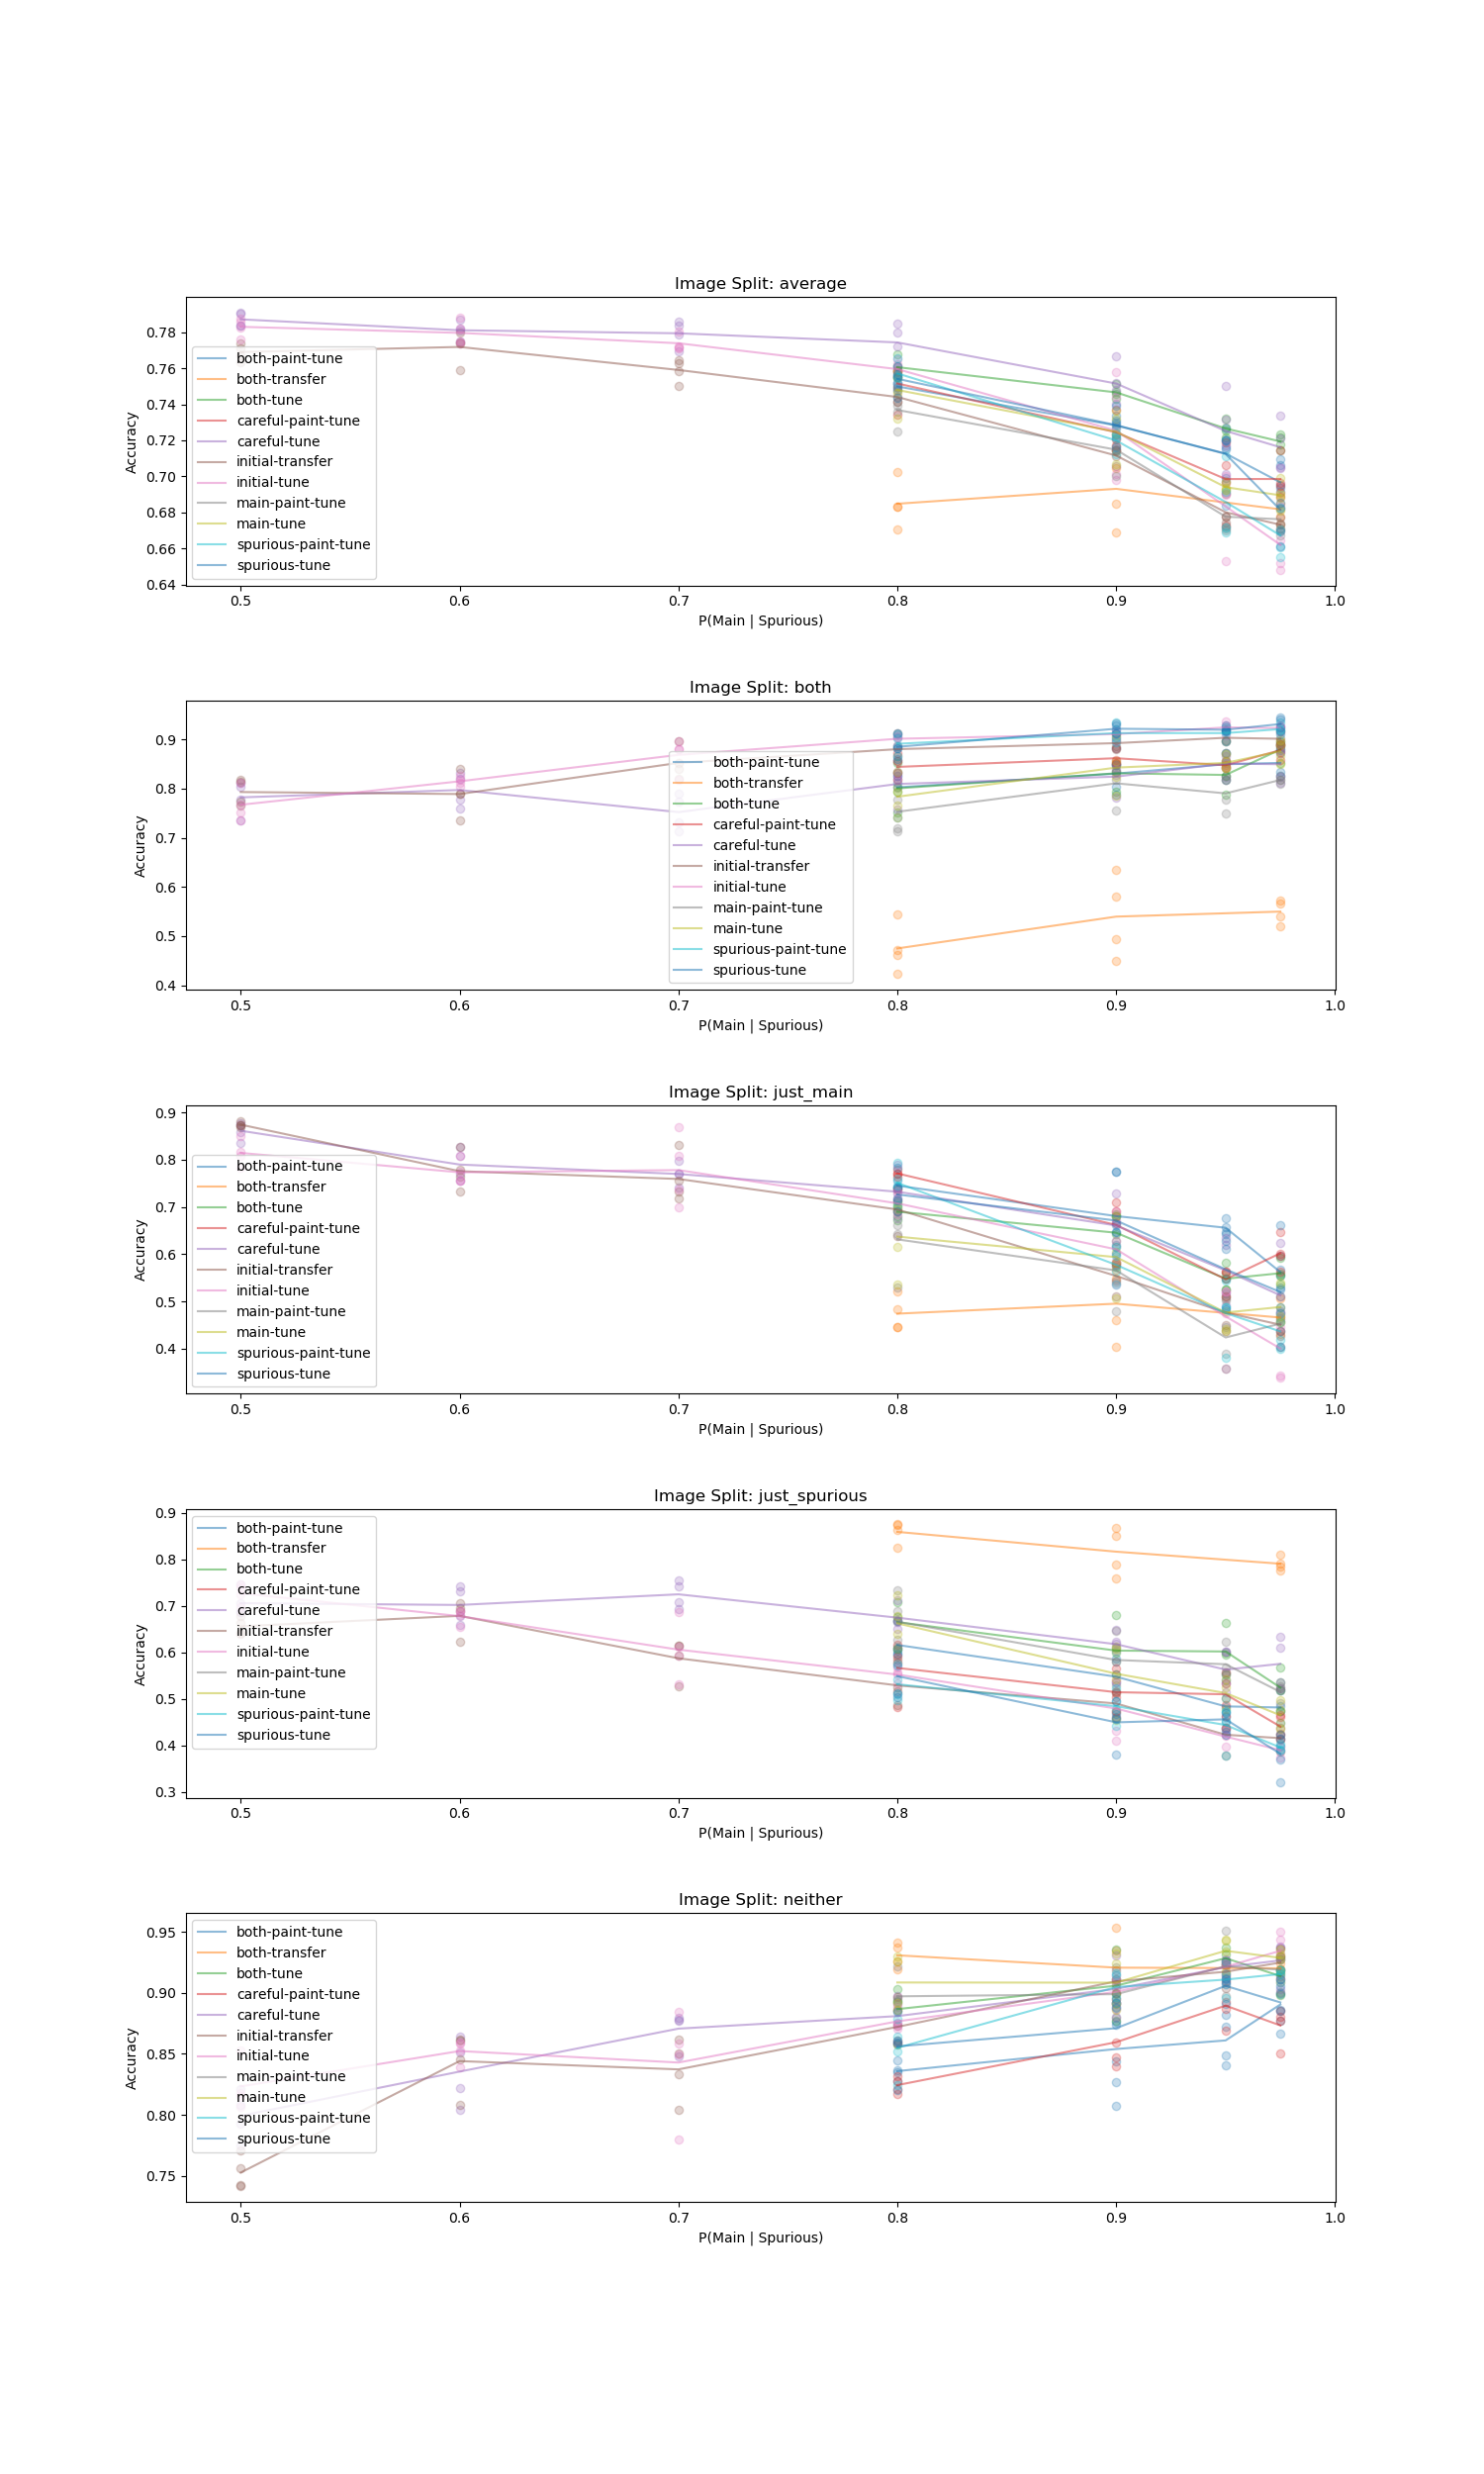 Image Split: average
0.78
0.76
0.74
0.72
0.70
0.68
0.66
0.64
Accuracy
both-paint-tune
both-transfer
both-tune
careful-paint-tune
careful-tune
initial-transfer
initial-tune
main-paint-tune
main-tune
spurious-paint-tune
spurious-tune
0.5 0.6 0.7 0.8 0.9 1.0
P(Main | Spurious)
Image Split: both
0.9
0.8
0.7
0.6
0.5
0.4
Accuracy
both-paint-tune
both-transfer
both-tune
careful-paint-tune
careful-tune
initial-transfer
initial-tune
main-paint-tune
main-tune
spurious-paint-tune
spurious-tune
0.5 0.6 0.7 0.8 0.9 1.0
P(Main | Spurious)
Image Split: just_main
0.9
0.8
0.7
0.6
0.5
0.4
Accuracy
both-paint-tune
both-transfer
both-tune
careful-paint-tune
careful-tune
initial-transfer
initial-tune
main-paint-tune
main-tune
spurious-paint-tune
spurious-tune
0.5 0.6 0.7 0.8 0.9 1.0
P(Main | Spurious)
Image Split: just_spurious
0.9
0.8
0.7
0.6
0.5
0.4
0.3
Accuracy
both-paint-tune
both-transfer
both-tune
careful-paint-tune
careful-tune
initial-transfer
initial-tune
main-paint-tune
main-tune
spurious-paint-tune
spurious-tune
0.5 0.6 0.7 0.8 0.9 1.0
P(Main | Spurious)
Image Split: neither
0.95
0.90
0.85
0.80
0.75
Accuracy
both-paint-tune
both-transfer
both-tune
careful-paint-tune
careful-tune
initial-transfer
initial-tune
main-paint-tune
main-tune
spurious-paint-tune
spurious-tune
0.5 0.6 0.7 0.8 0.9 1.0
P(Main | Spurious)